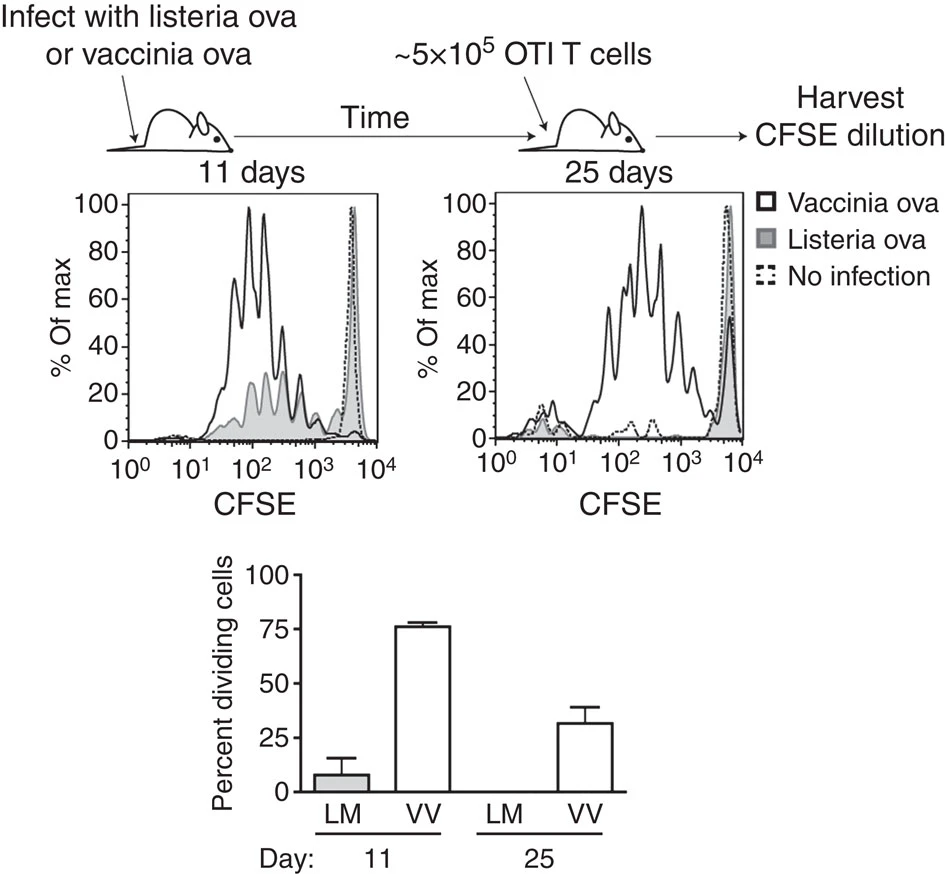 Infect with listeria ova
or vaccinia ova
~5×10⁵ OTI T cells
Time
Harvest
CFSE dilution
11 days
25 days
100
80
60
40
20
0
% Of max
10⁰ 10¹ 10² 10³ 10⁴
CFSE
100
80
60
40
20
0
% Of max
10⁰ 10¹ 10² 10³ 10⁴
CFSE
Vaccinia ova
Listeria ova
No infection
Percent dividing cells
100
75
50
25
0
LM VV LM VV
Day: 11 25